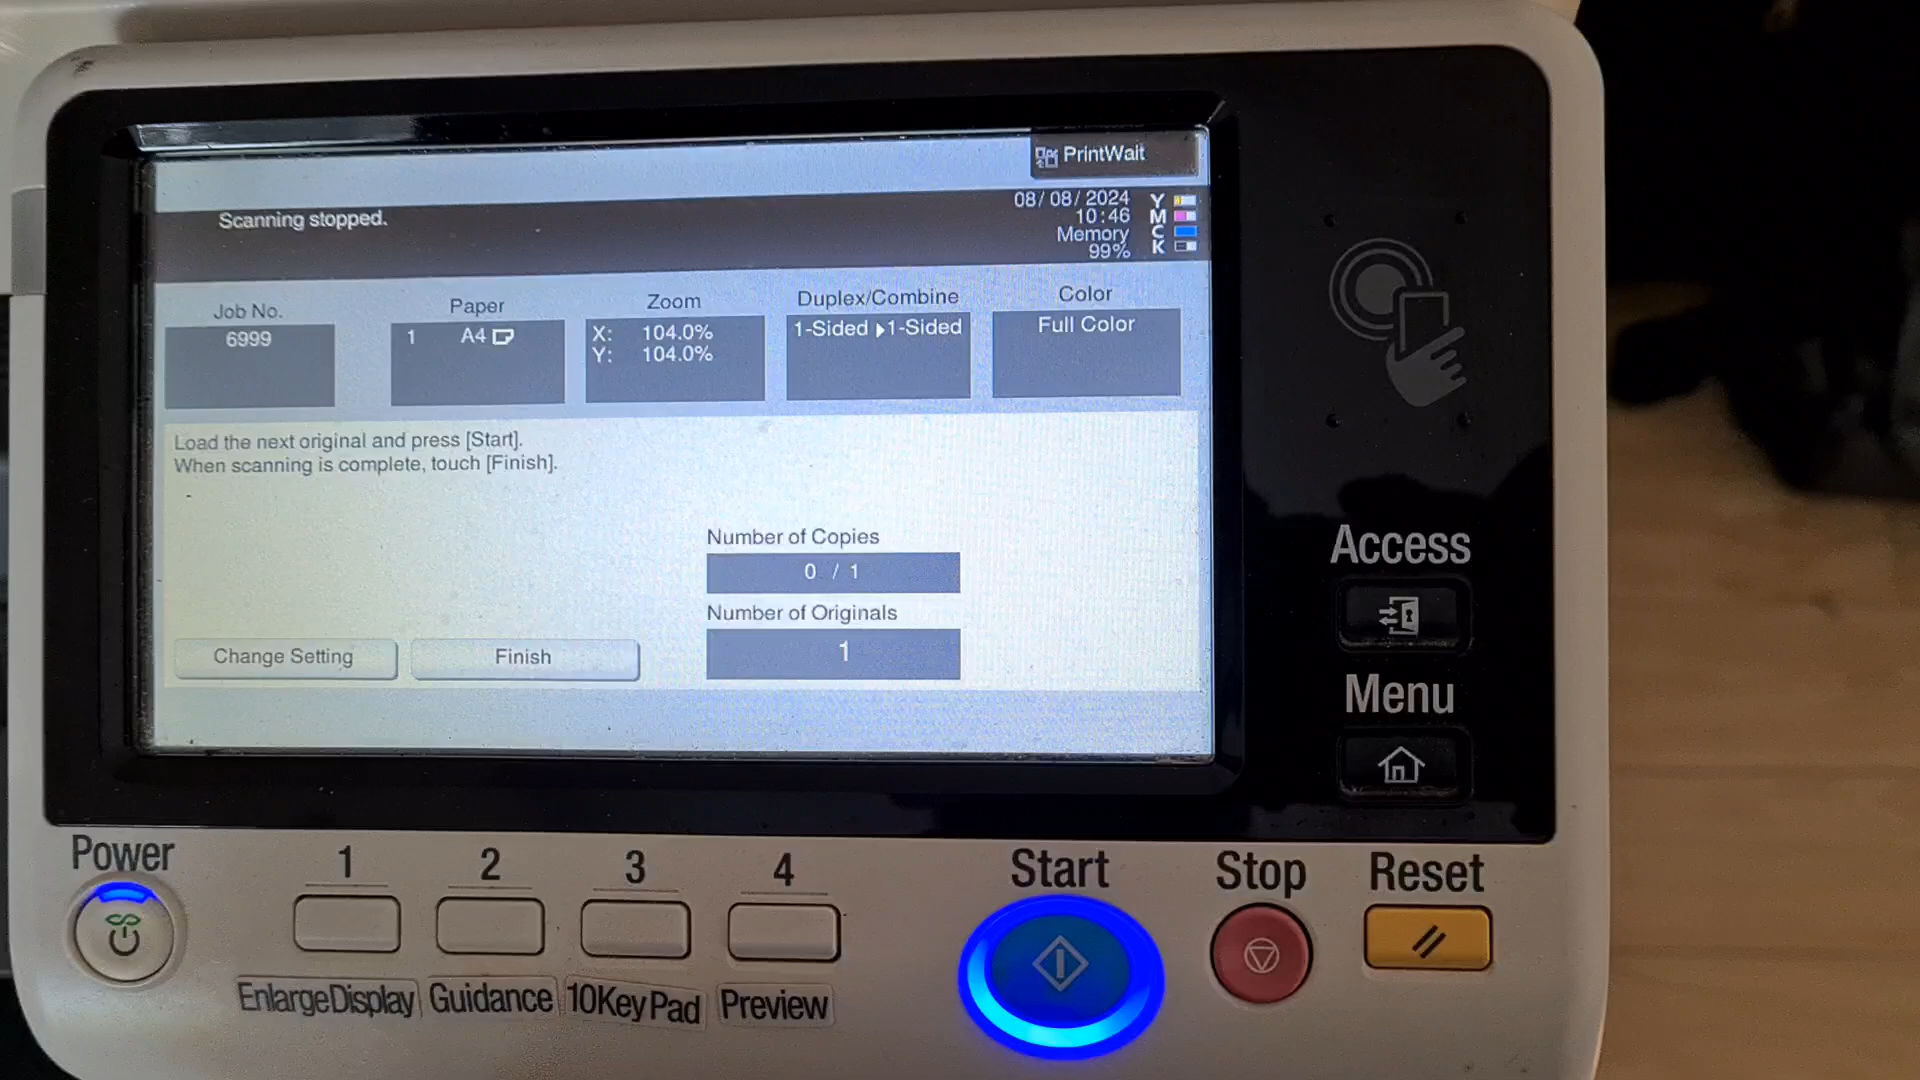 PrintWait
Scanning stopped.
08/08/2024
10:46
Memory
99%
Y
M
C
K
Job No.
6999
Paper
1 A4
Zoom
X: 104.0%
Y: 104.0%
Duplex/Combine
1-Sided 1-Sided
Color
Full Color
Load the next original and press [Start].
When scanning is complete, touch [Finish].
Number of Copies
0 / 1
Number of Originals
1
Change Setting
Finish
Access
Menu
Power
1
2
3
4
Start
Stop
Reset
EnlargeDisplay
Guidance
10KeyPad
Preview